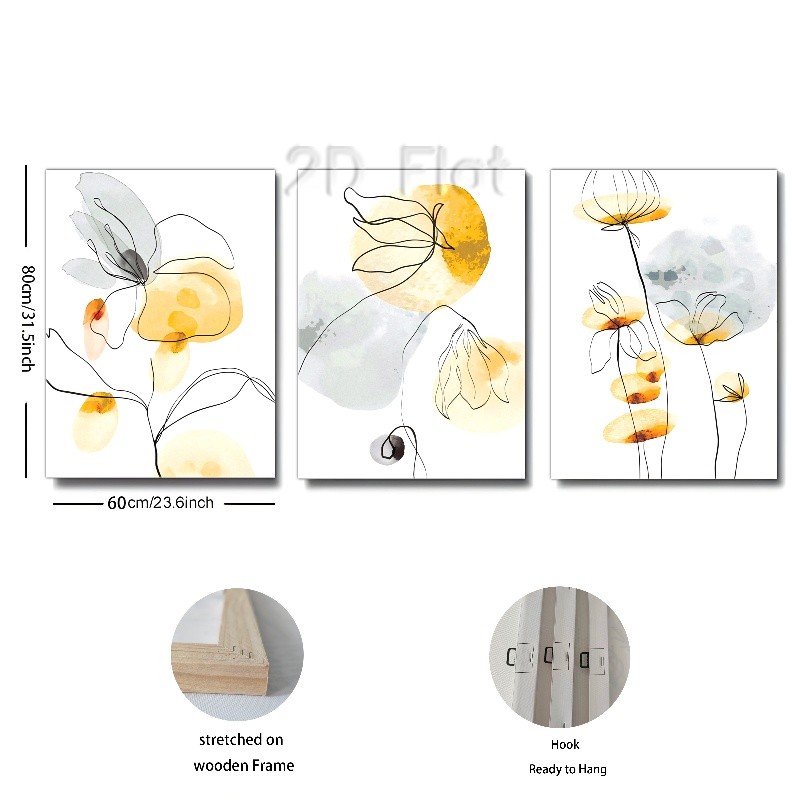 2D Flat
80cm/31.5inch
60cm/23.6inch
stretched on
wooden Frame
Hook
Ready to Hang